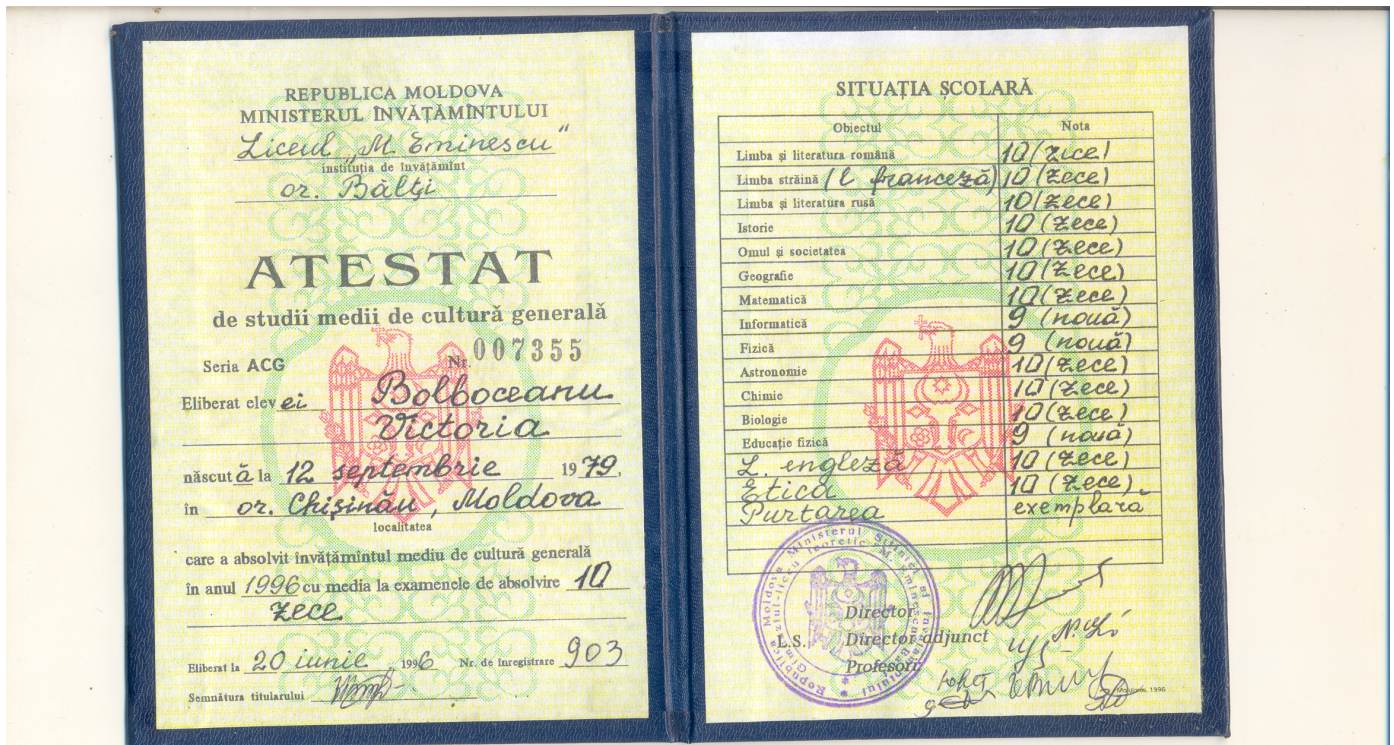 REPUBLICA MOLDOVA
MINISTERUL ÎNVĂȚĂMÎNTULUI
Liceul „M. Eminescu”
instituția de învățămînt
or. Bălți
ATESTAT
de studii medii de cultură generală
Seria ACG Nr. 007355
Eliberat elev ei Bolboceanu
Victoria
născut ă la 12 septembrie 1979,
în or. Chișinău, Moldova
localitatea
care a absolvit învățămîntul mediu de cultură generală
în anul 1996 cu media la examenele de absolvire 10
zece
Eliberat la 20 iunie 1996 Nr. de înregistrare 903
Semnătura titularului
SITUAȚIA ȘCOLARĂ
Obiectul Nota
Limba și literatura română 10 (zece)
Limba străină (l. franceză) 10 (zece)
Limba și literatura rusă 10 (zece)
Istorie 10 (zece)
Omul și societatea 10 (zece)
Geografie 10 (zece)
Matematică 10 (zece)
Informatică 9 (nouă)
Fizică 9 (nouă)
Astronomie 10 (zece)
Chimie 10 (zece)
Biologie 10 (zece)
Educație fizică 9 (nouă)
L. engleză 10 (zece)
Etica 10 (zece)
Purtarea exemplară
Director
L.S. Director adjunct
Profesori
1996